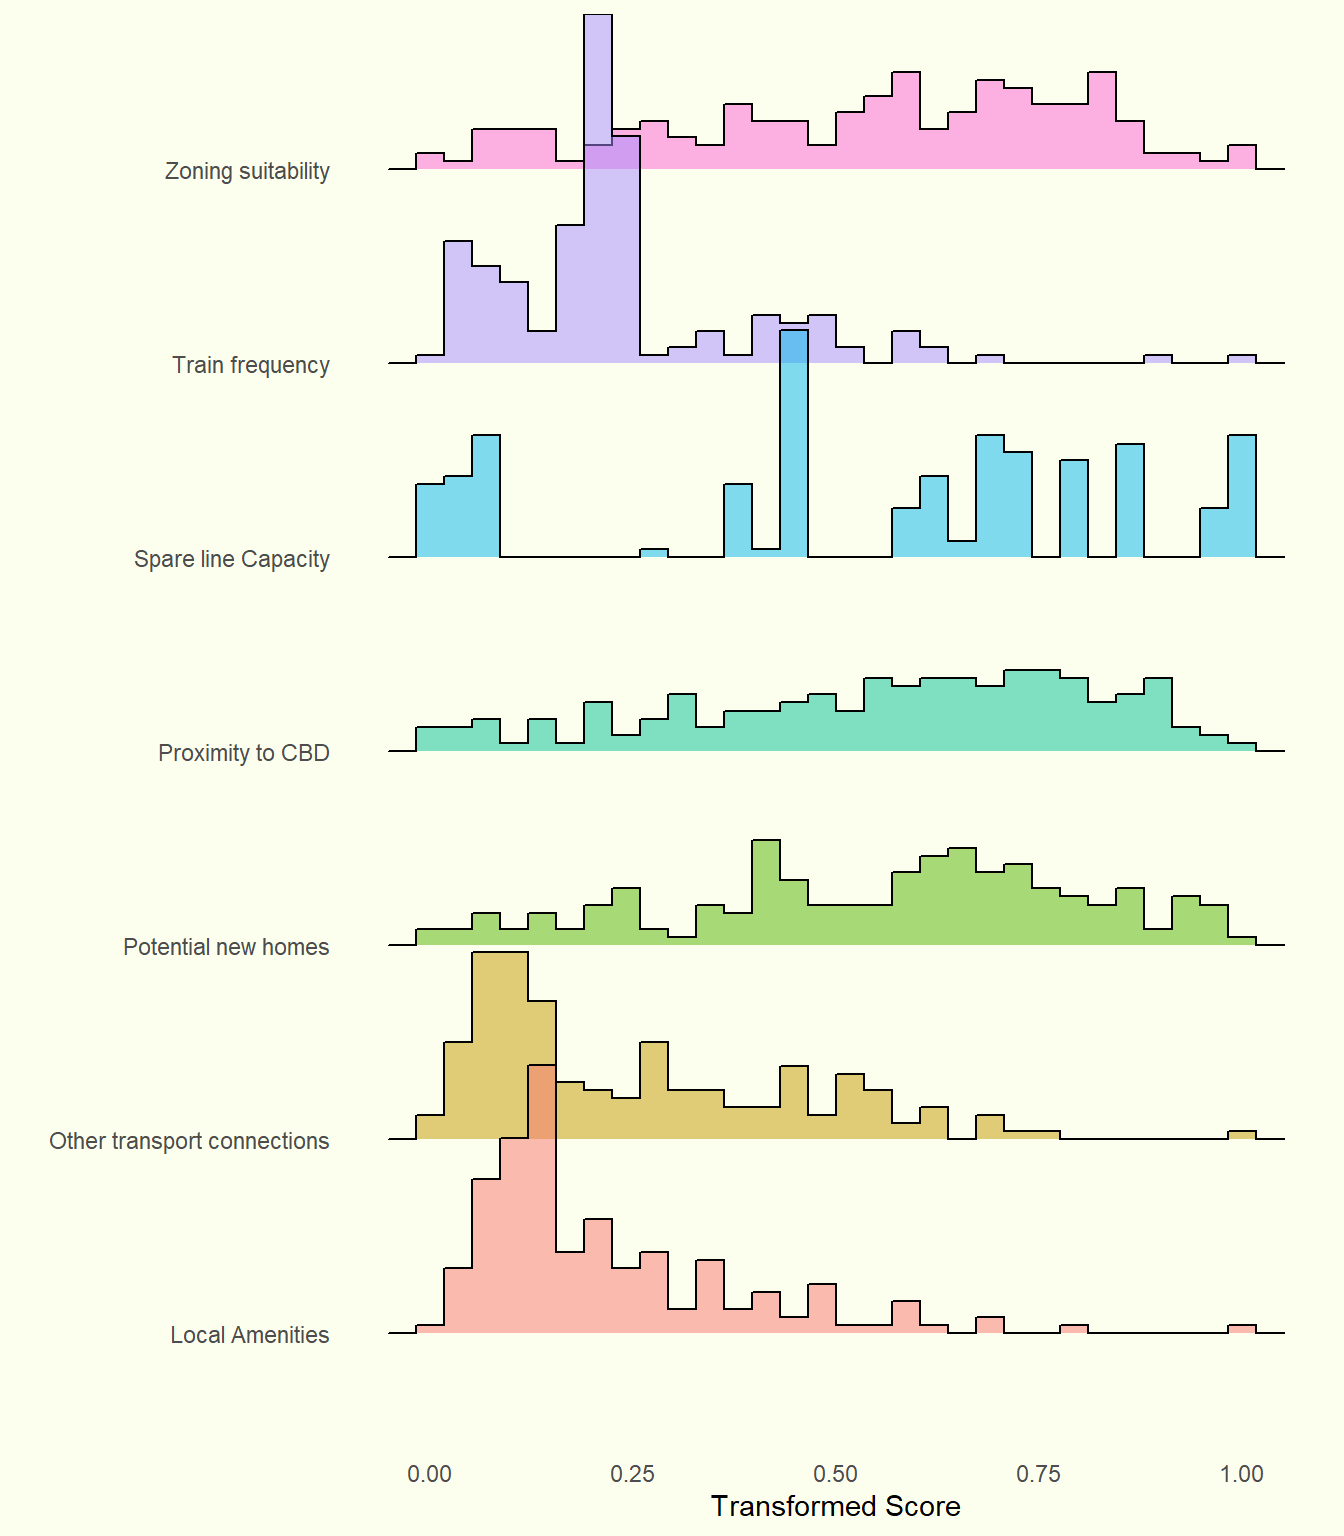 Zoning suitability
Train frequency
Spare line Capacity
Proximity to CBD
Potential new homes
Other transport connections
Local Amenities
0.00 0.25 0.50 0.75 1.00
Transformed Score